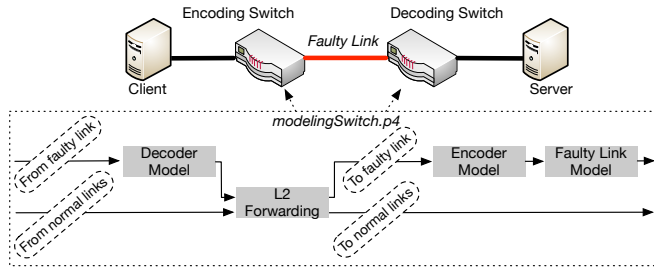 Encoding Switch
Decoding Switch
Faulty Link
Client
Server
modelingSwitch.p4
From faulty link
Decoder
Model
To faulty link
Encoder
Model
Faulty Link
Model
L2
Forwarding
From normal links
To normal links